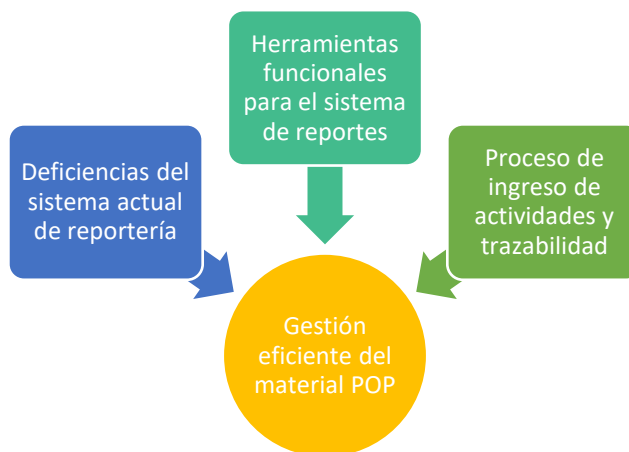 Herramientas
funcionales
para el sistema
de reportes
Deficiencias del
sistema actual
de reportería
Proceso de
ingreso de
actividades y
trazabilidad
Gestión
eficiente del
material POP